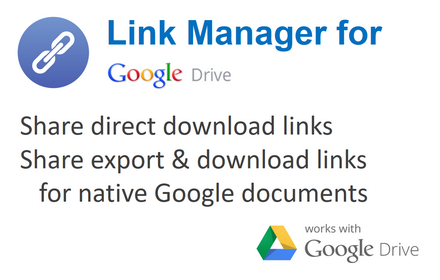 Link Manager for
Google Drive
Share direct download links
Share export & download links
for native Google documents
works with
Google Drive